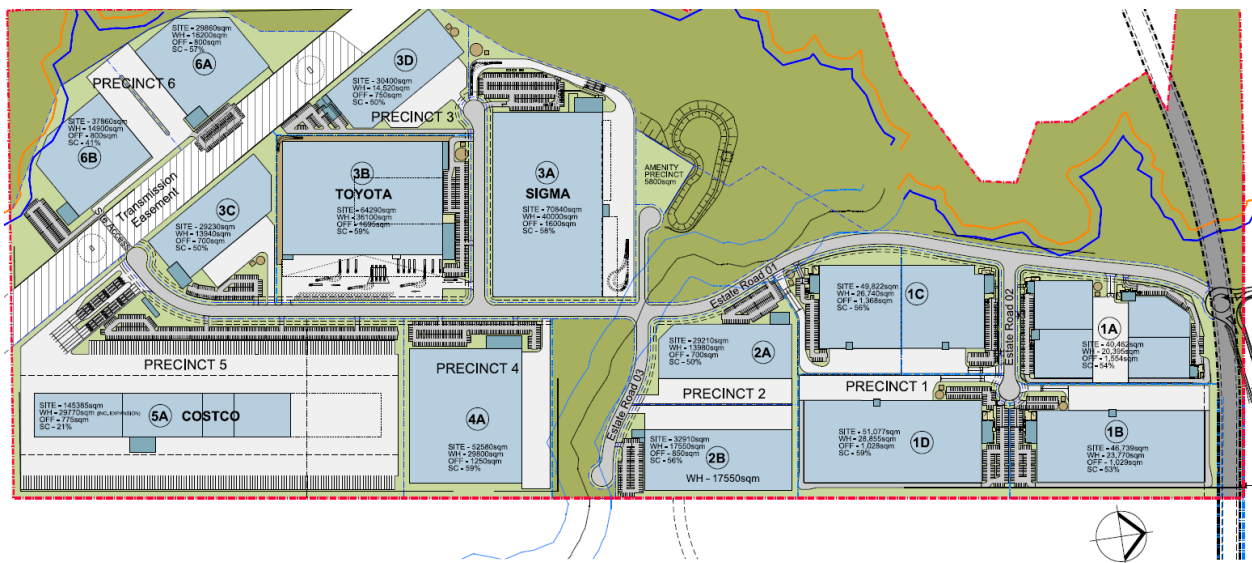 SITE - 29860sqm
WH - 16200sqm
OFF - 800sqm
SC - 57%
6A
PRECINCT 6
SITE - 37860sqm
WH - 14900sqm
OFF - 800sqm
SC - 41%
6B
Transmission
Easement
3D
SITE - 30400sqm
WH - 14,520sqm
OFF - 750sqm
SC - 50%
PRECINCT 3
3C
SITE - 29230sqm
WH - 13940sqm
OFF - 700sqm
SC - 50%
3B
TOYOTA
SITE - 64290sqm
WH - 36100sqm
OFF - 1695sqm
SC - 59%
3A
SIGMA
SITE - 70840sqm
WH - 40000sqm
OFF - 1600sqm
SC - 58%
AMENITY
PRECINCT
5800sqm
Estate Road 01
SITE - 49,822sqm
WH - 26,740sqm
OFF - 1,368sqm
SC - 56%
1C
Estate Road 02
1A
SITE - 40,462sqm
WH - 20,395sqm
OFF - 1,554sqm
SC - 54%
PRECINCT 5
5A
COSTCO
SITE - 145385sqm
WH - 29770sqm (INC. EXPANSION)
OFF - 775sqm
SC - 21%
PRECINCT 4
4A
SITE - 52580sqm
WH - 29800sqm
OFF - 1250sqm
SC - 59%
Estate Road 03
SITE - 29210sqm
WH - 13980sqm
OFF - 700sqm
SC - 50%
2A
PRECINCT 2
SITE - 32910sqm
WH - 17550sqm
OFF - 850sqm
SC - 56%
2B
WH - 17550sqm
PRECINCT 1
SITE - 51,077sqm
WH - 28,855sqm
OFF - 1,028sqm
SC - 59%
1D
1B
SITE - 46,739sqm
WH - 23,770sqm
OFF - 1,029sqm
SC - 53%